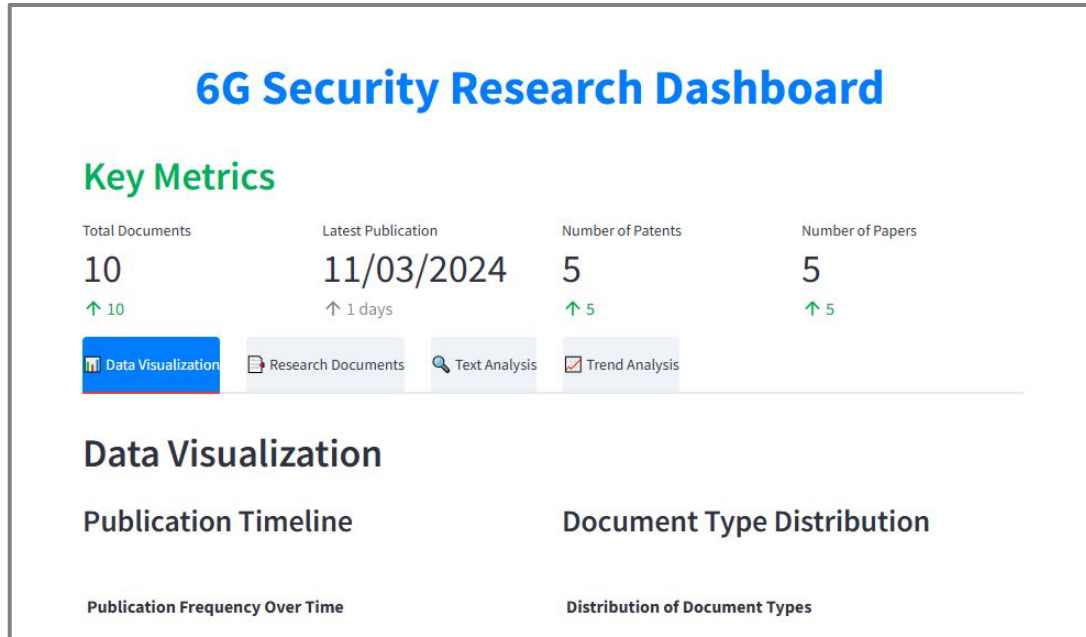 6G Security Research Dashboard
Key Metrics
Total Documents
Latest Publication
Number of Patents
Number of Papers
10
11/03/2024
5
5
↑ 10
↑ 1 days
↑ 5
↑ 5
Data Visualization
Research Documents
Text Analysis
Trend Analysis
Data Visualization
Publication Timeline
Document Type Distribution
Publication Frequency Over Time
Distribution of Document Types